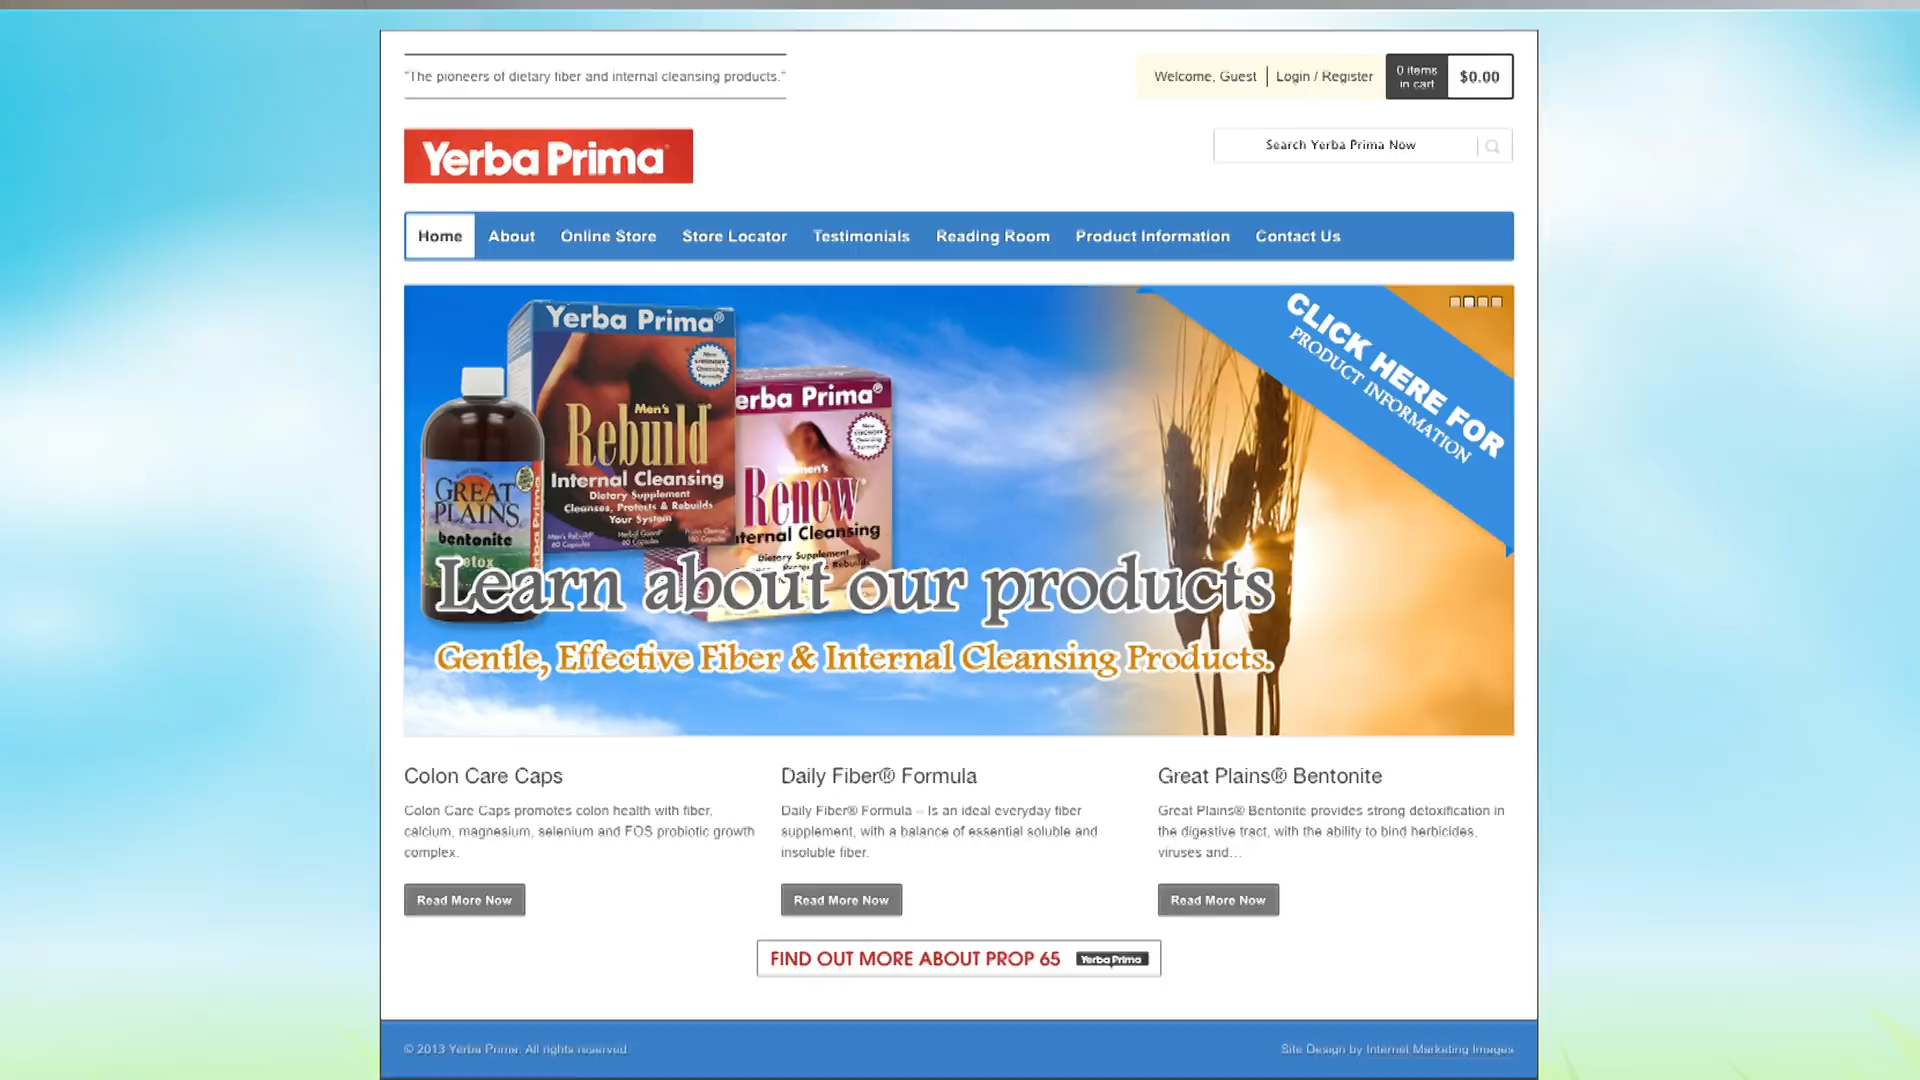 "The pioneers of dietary fiber and internal cleansing products."
Welcome, Guest | Login / Register
0 items
in cart
$0.00
Yerba Prima
Search Yerba Prima Now
Home About Online Store Store Locator Testimonials Reading Room Product Information Contact Us
CLICK HERE FOR
PRODUCT INFORMATION
Yerba Prima®
Men's
Rebuild
Internal Cleansing
Dietary Supplement
Cleanses, Protects & Rebuilds
Your System
erba Prima®
Renew
ternal Cleansing
Dietary Supplement
GREAT
PLAINS
bentonite
Learn about our products
Gentle, Effective Fiber & Internal Cleansing Products.
Colon Care Caps
Colon Care Caps promotes colon health with fiber,
calcium, magnesium, selenium and FOS probiotic growth
complex.
Read More Now
Daily Fiber® Formula
Daily Fiber® Formula – Is an ideal everyday fiber
supplement, with a balance of essential soluble and
insoluble fiber.
Read More Now
Great Plains® Bentonite
Great Plains® Bentonite provides strong detoxification in
the digestive tract, with the ability to bind herbicides,
viruses and...
Read More Now
FIND OUT MORE ABOUT PROP 65 Yerba Prima
© 2013 Yerba Prima. All rights reserved.
Site Design by Internet Marketing Images